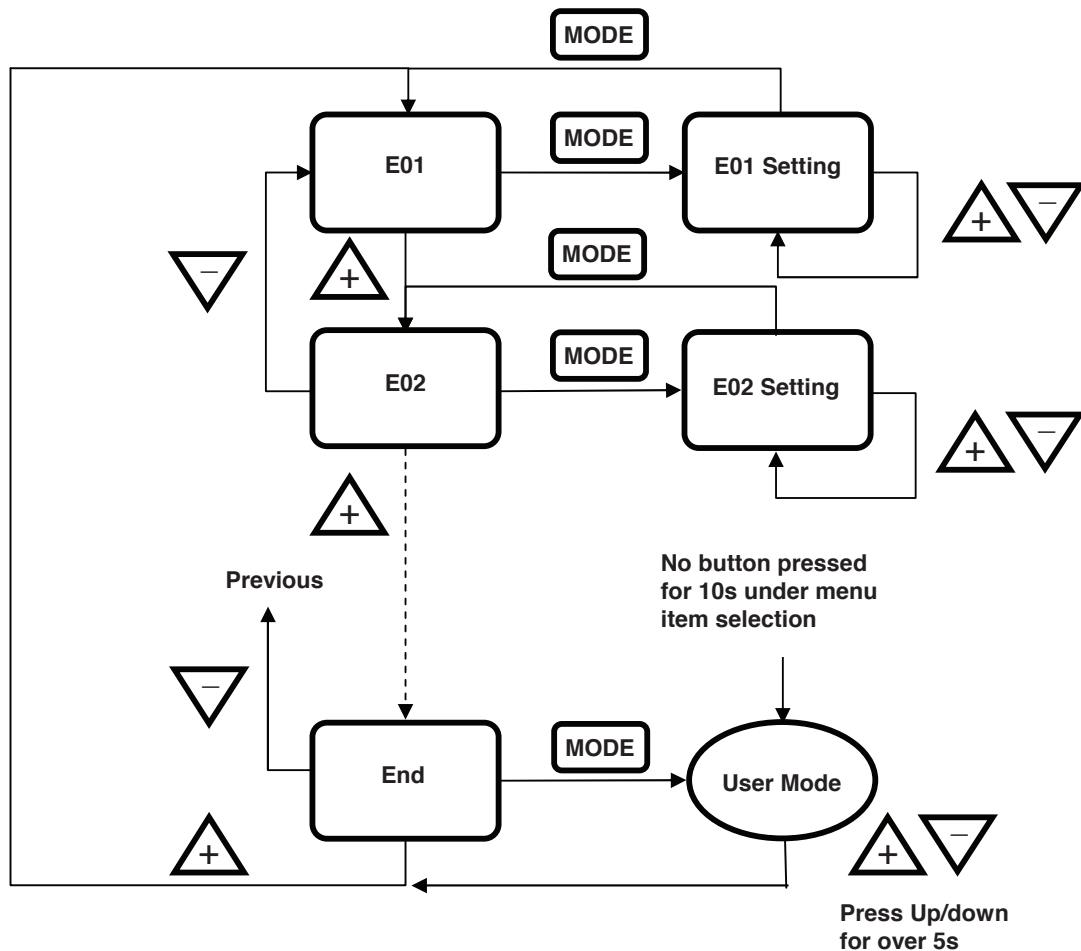 MODE
E01
MODE
E01 Setting
+
−
−
+
MODE
E02
MODE
E02 Setting
+
−
+
Previous
No button pressed
for 10s under menu
item selection
−
End
MODE
User Mode
+
+
−
Press Up/down
for over 5s